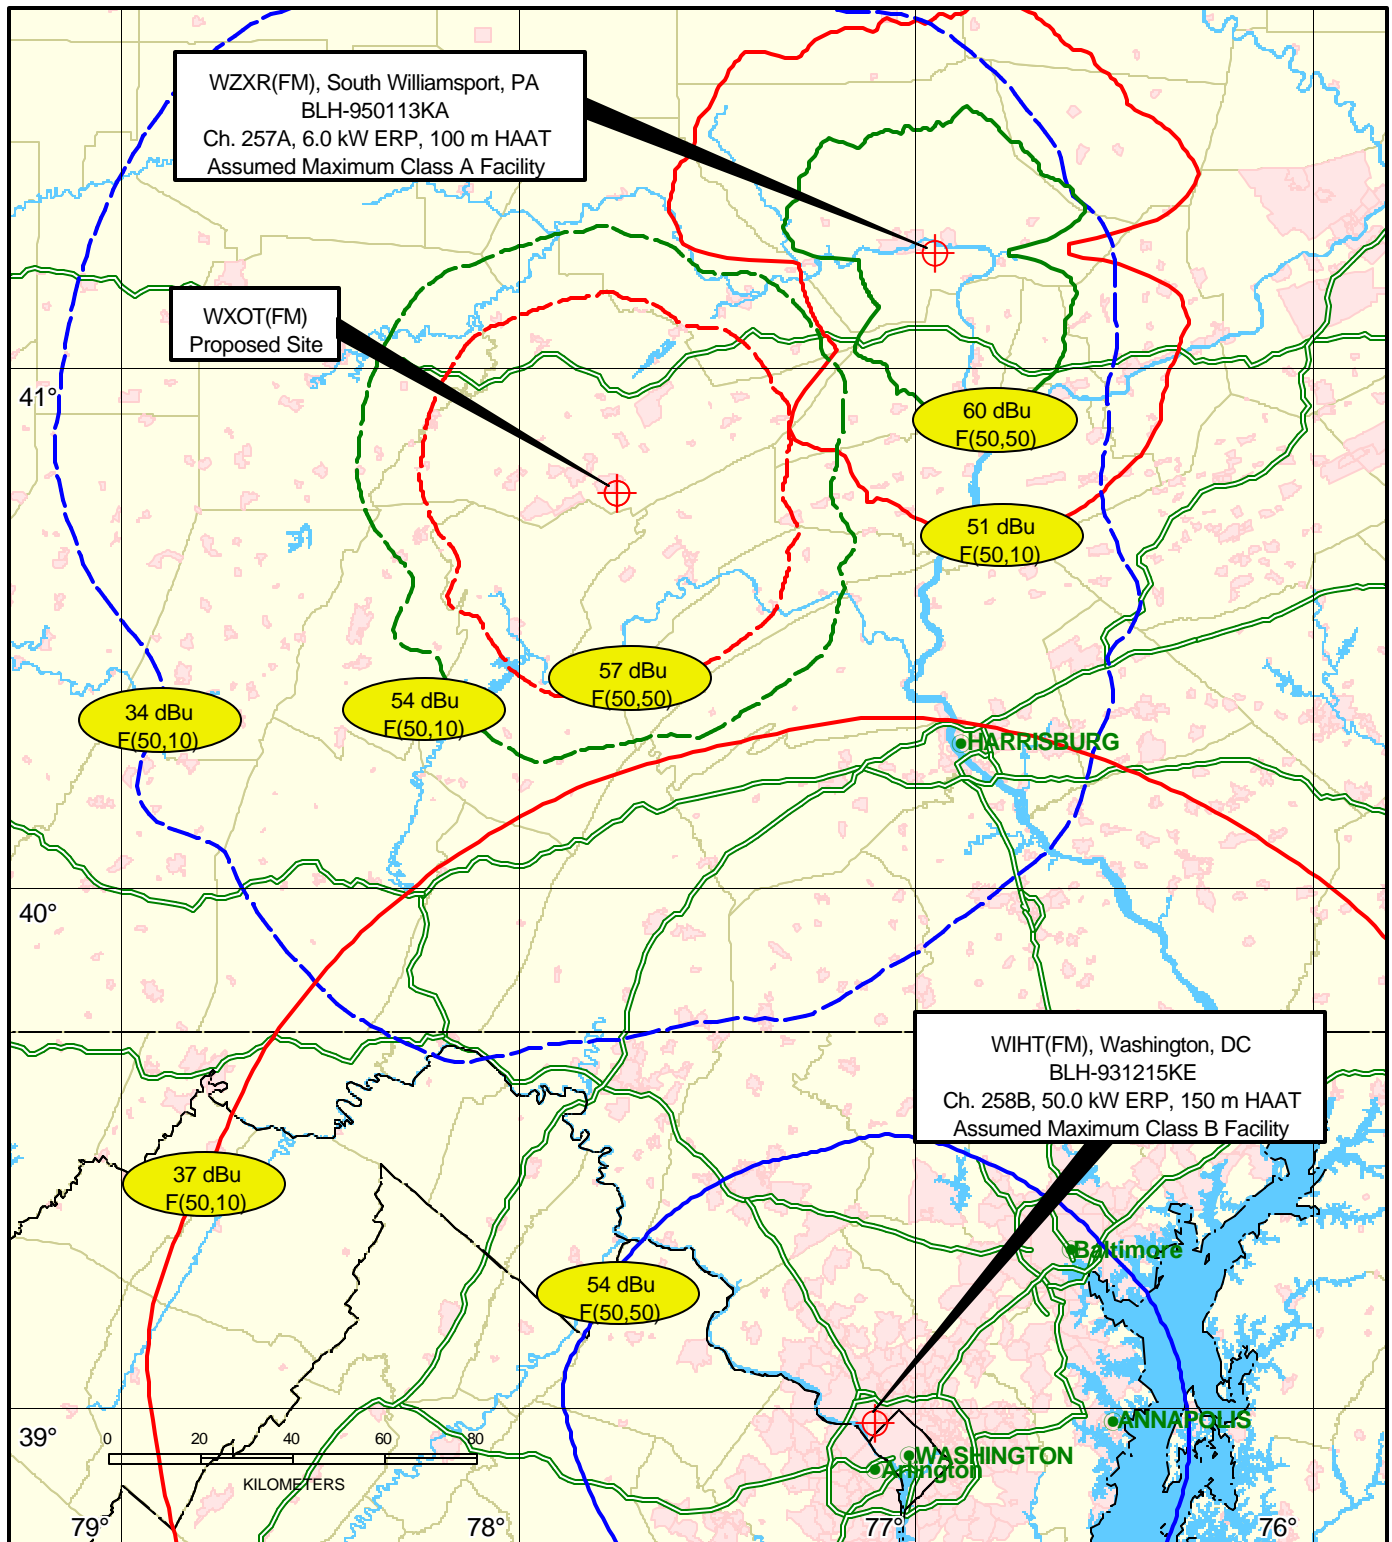 WZXR(FM), South Williamsport, PA
BLH-950113KA
Ch. 257A, 6.0 kW ERP, 100 m HAAT
Assumed Maximum Class A Facility
WXOT(FM)
Proposed Site
41°
60 dBu
F(50,50)
51 dBu
F(50,10)
57 dBu
F(50,50)
54 dBu
F(50,10)
34 dBu
F(50,10)
HARRISBURG
40°
WIHT(FM), Washington, DC
BLH-931215KE
Ch. 258B, 50.0 kW ERP, 150 m HAAT
Assumed Maximum Class B Facility
37 dBu
F(50,10)
Baltimore
54 dBu
F(50,50)
ANNAPOLIS
39°
0 20 40 60 80
KILOMETERS
WASHINGTON
Arlington
79° 78° 77° 76°